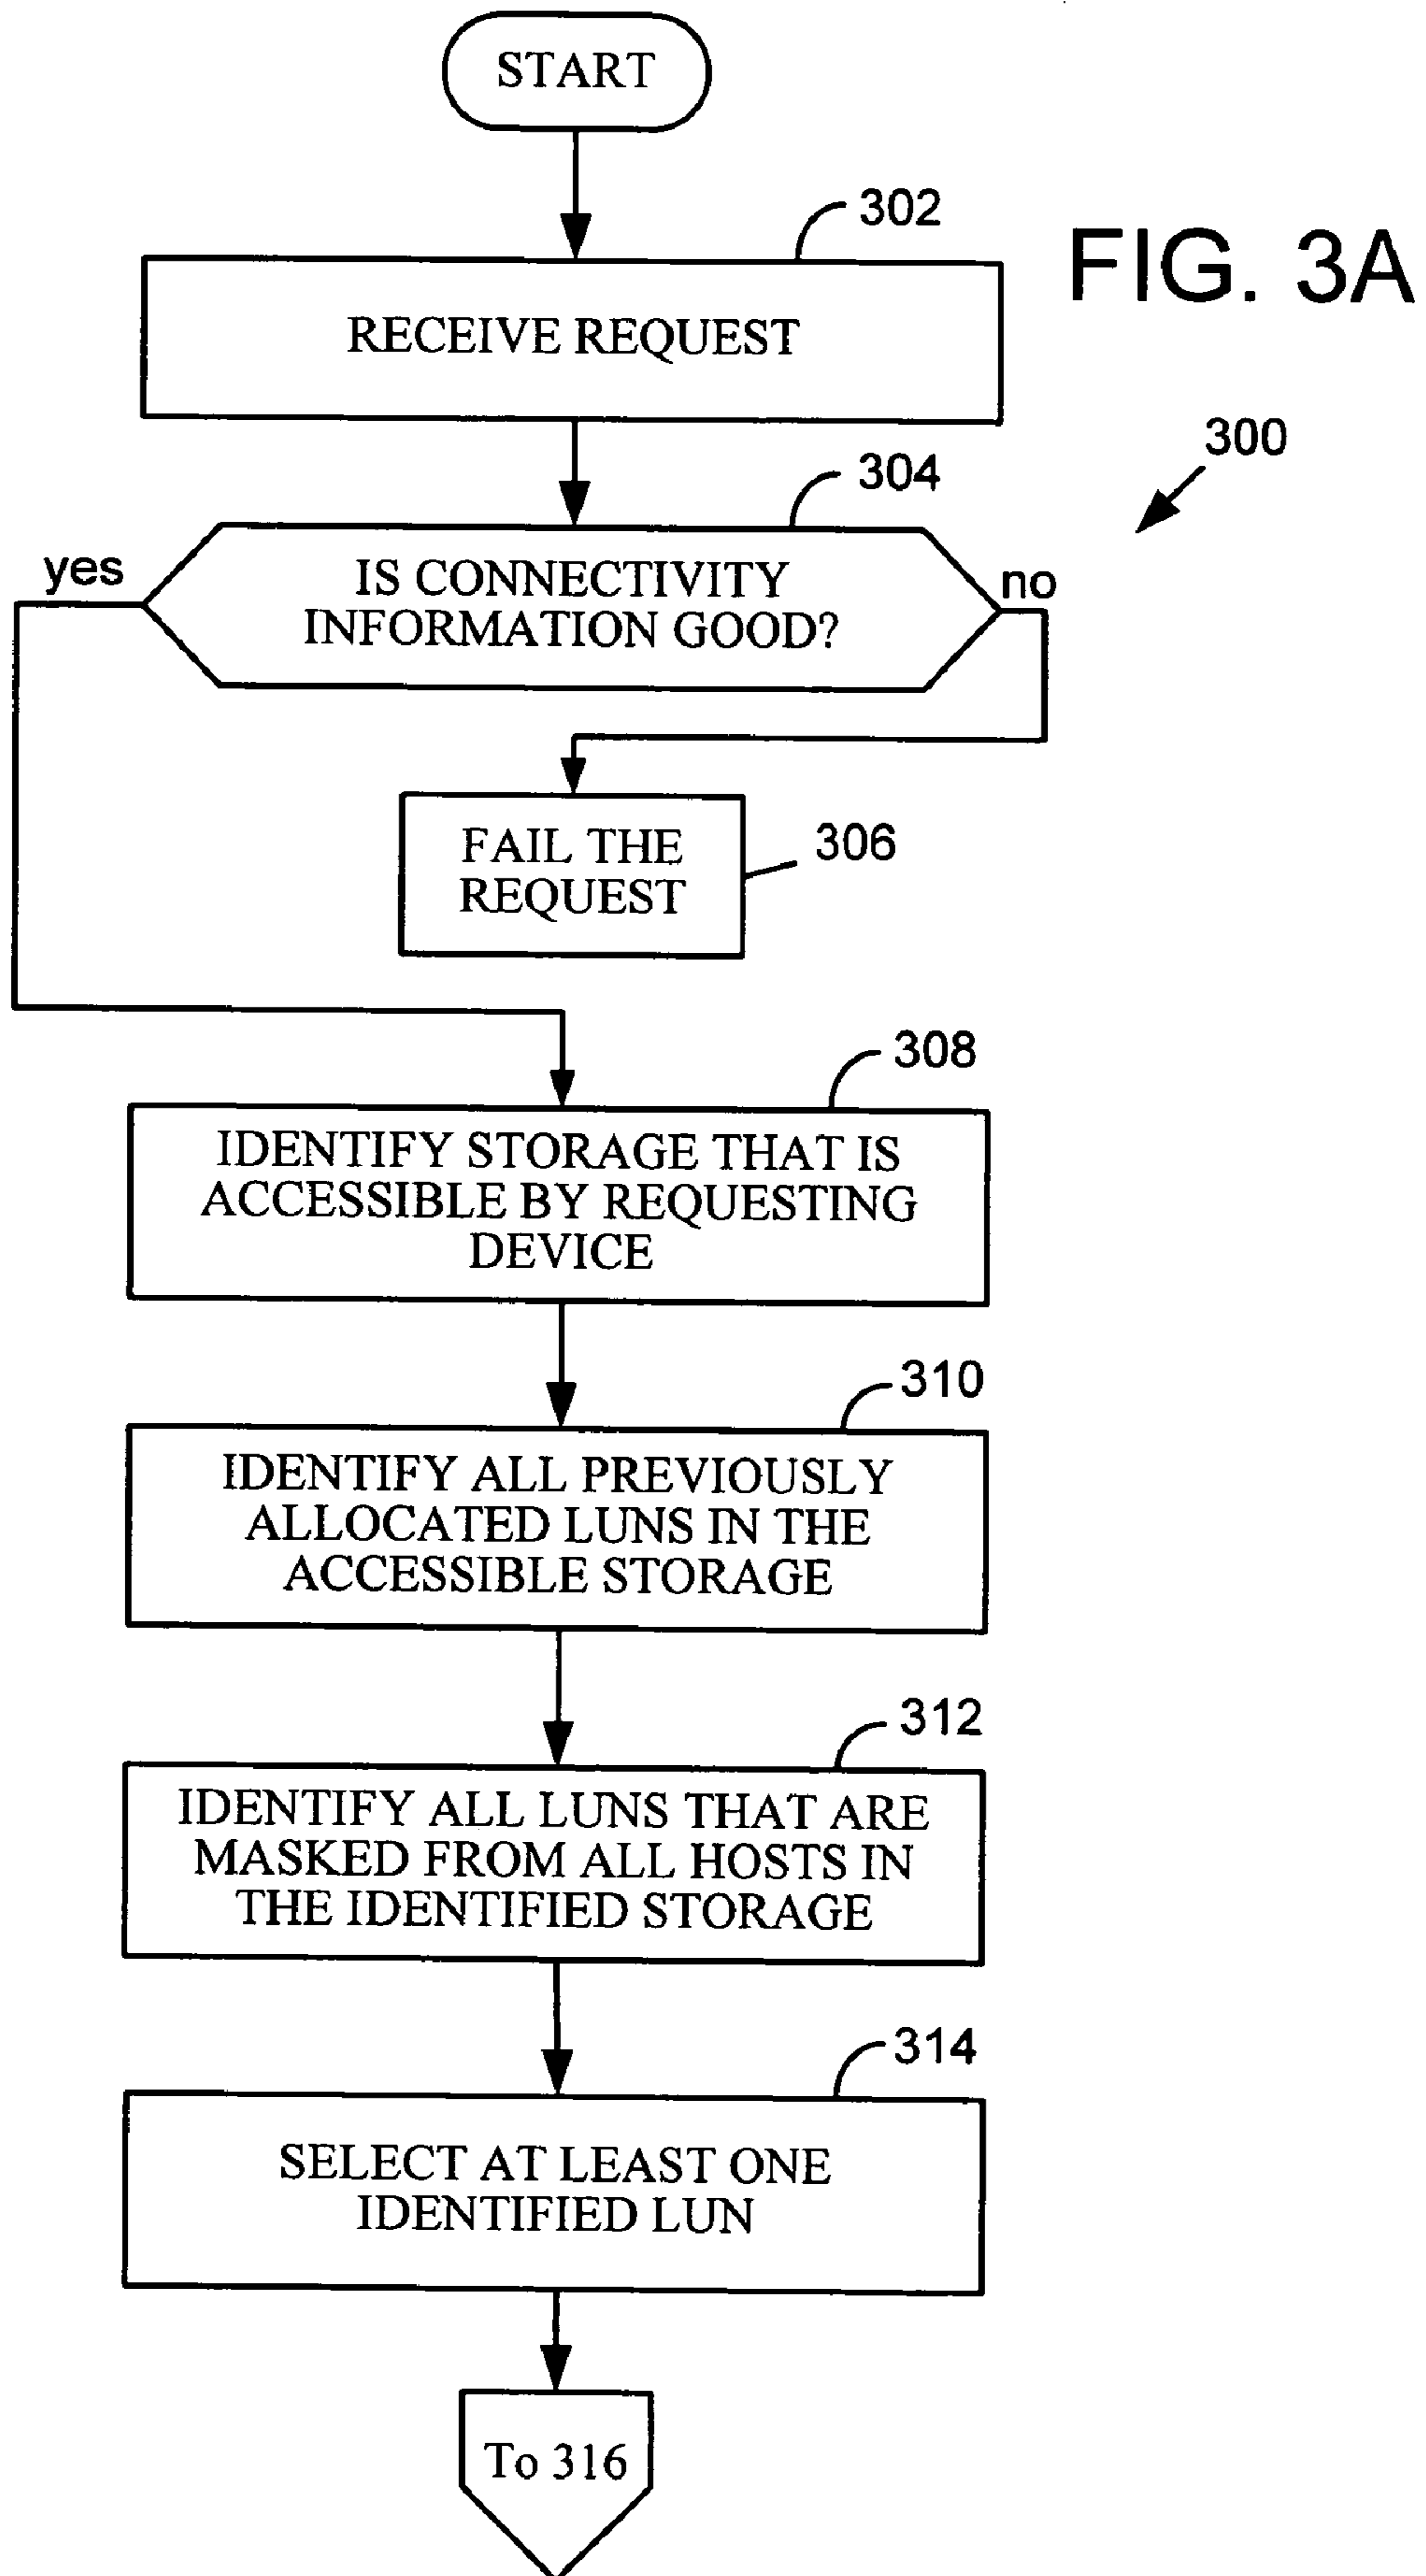 START
302
FIG. 3A
RECEIVE REQUEST
300
304
yes
IS CONNECTIVITY
INFORMATION GOOD?
no
FAIL THE
REQUEST
306
308
IDENTIFY STORAGE THAT IS
ACCESSIBLE BY REQUESTING
DEVICE
310
IDENTIFY ALL PREVIOUSLY
ALLOCATED LUNS IN THE
ACCESSIBLE STORAGE
312
IDENTIFY ALL LUNS THAT ARE
MASKED FROM ALL HOSTS IN
THE IDENTIFIED STORAGE
314
SELECT AT LEAST ONE
IDENTIFIED LUN
To 316